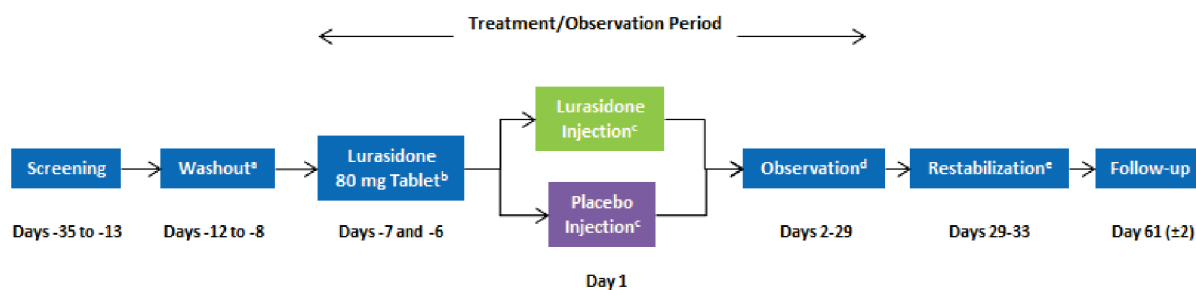 Treatment/Observation Period
Lurasidone
Injectionᶜ
Screening
Washoutᵃ
Lurasidone
80 mg Tabletᵇ
Observationᵈ
Restabilizationᵉ
Follow-up
Placebo
Injectionᶜ
Days -35 to -13
Days -12 to -8
Days -7 and -6
Days 2-29
Days 29-33
Day 61 (±2)
Day 1